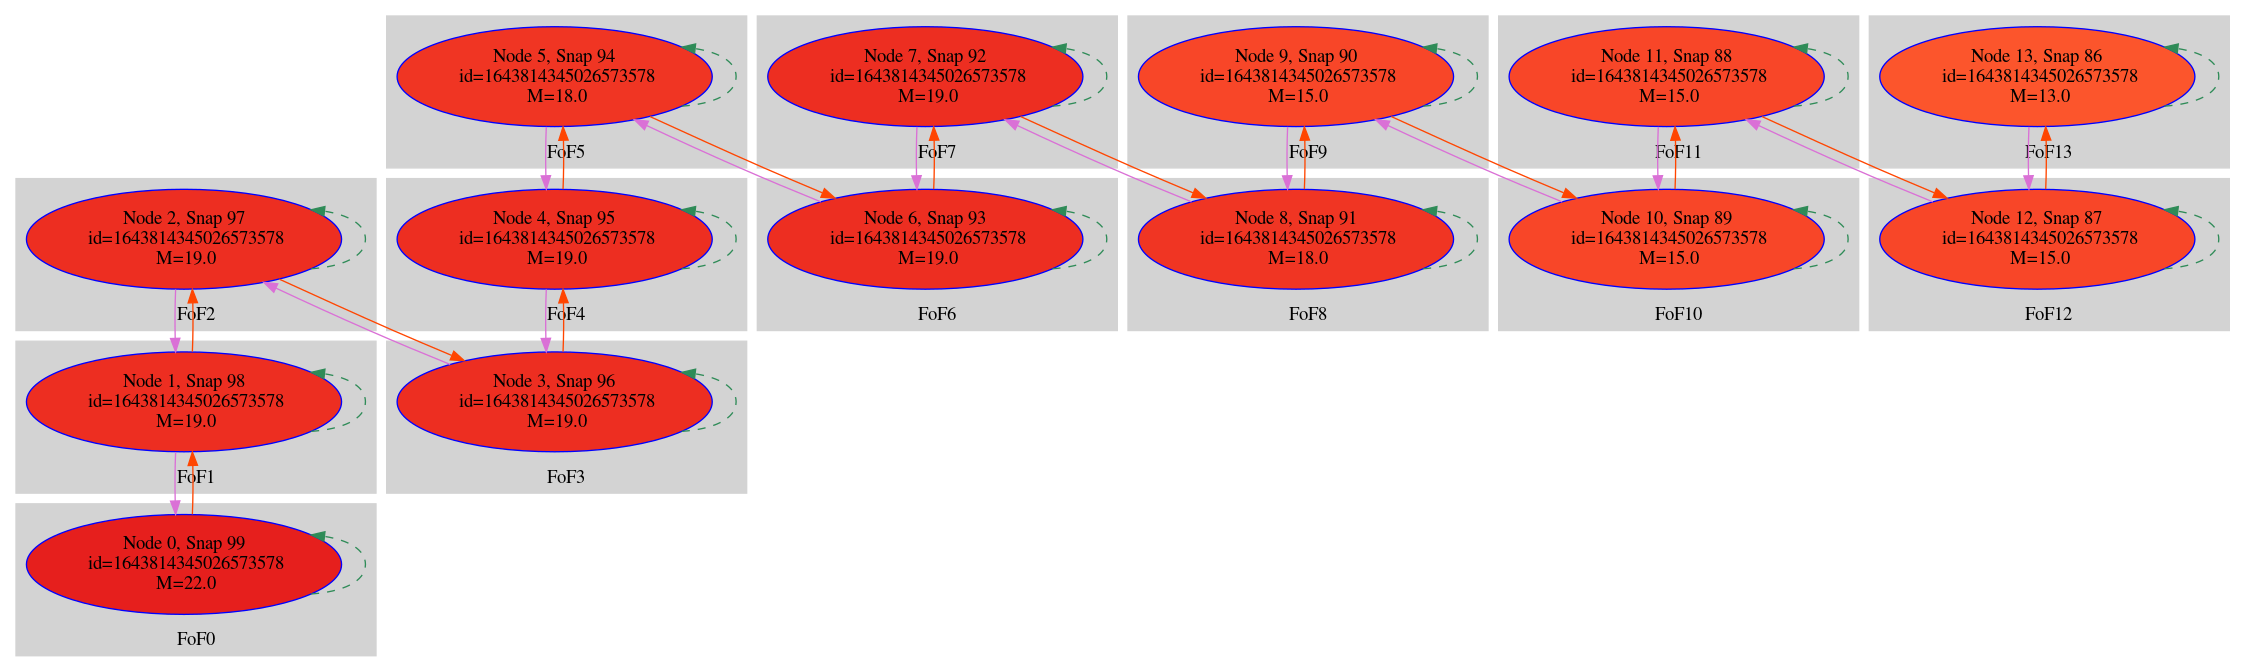 Node 5, Snap 94
id=1643814345026573578
M=18.0
FoF5
Node 7, Snap 92
id=1643814345026573578
M=19.0
FoF7
Node 9, Snap 90
id=1643814345026573578
M=15.0
FoF9
Node 11, Snap 88
id=1643814345026573578
M=15.0
FoF11
Node 13, Snap 86
id=1643814345026573578
M=13.0
FoF13
Node 2, Snap 97
id=1643814345026573578
M=19.0
FoF2
Node 4, Snap 95
id=1643814345026573578
M=19.0
FoF4
Node 6, Snap 93
id=1643814345026573578
M=19.0
FoF6
Node 8, Snap 91
id=1643814345026573578
M=18.0
FoF8
Node 10, Snap 89
id=1643814345026573578
M=15.0
FoF10
Node 12, Snap 87
id=1643814345026573578
M=15.0
FoF12
Node 1, Snap 98
id=1643814345026573578
M=19.0
FoF1
Node 3, Snap 96
id=1643814345026573578
M=19.0
FoF3
Node 0, Snap 99
id=1643814345026573578
M=22.0
FoF0